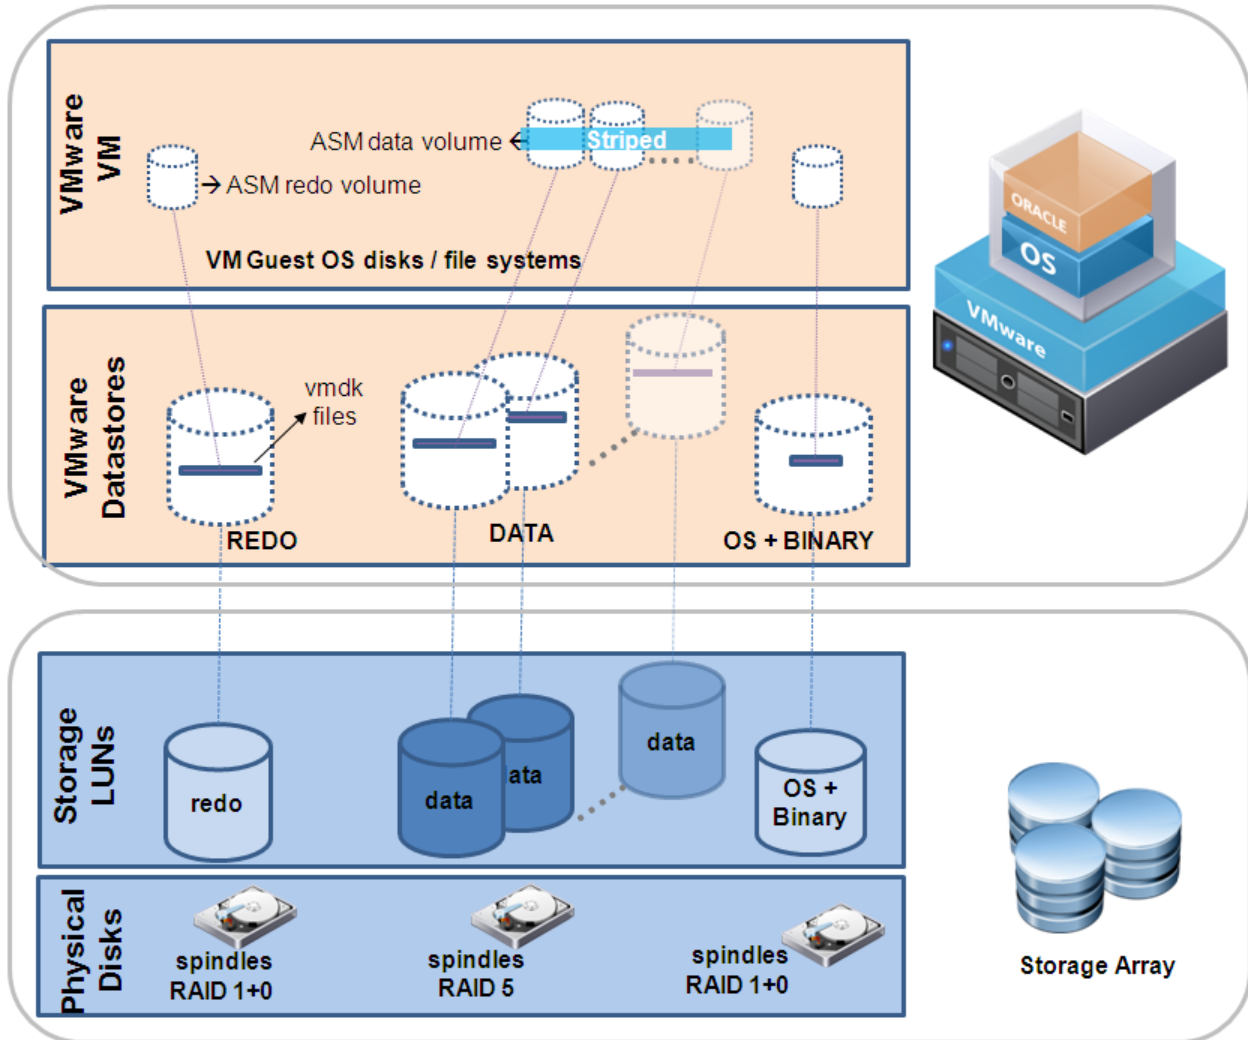 VMware
VM
ASM data volume
Striped
ASM redo volume
VM Guest OS disks / file systems
ORACLE
OS
VMware
VMware
Datastores
vmdk
files
REDO
DATA
OS + BINARY
Storage
LUNs
redo
data
data
data
OS +
Binary
Physical
Disks
spindles
RAID 1+0
spindles
RAID 5
spindles
RAID 1+0
Storage Array